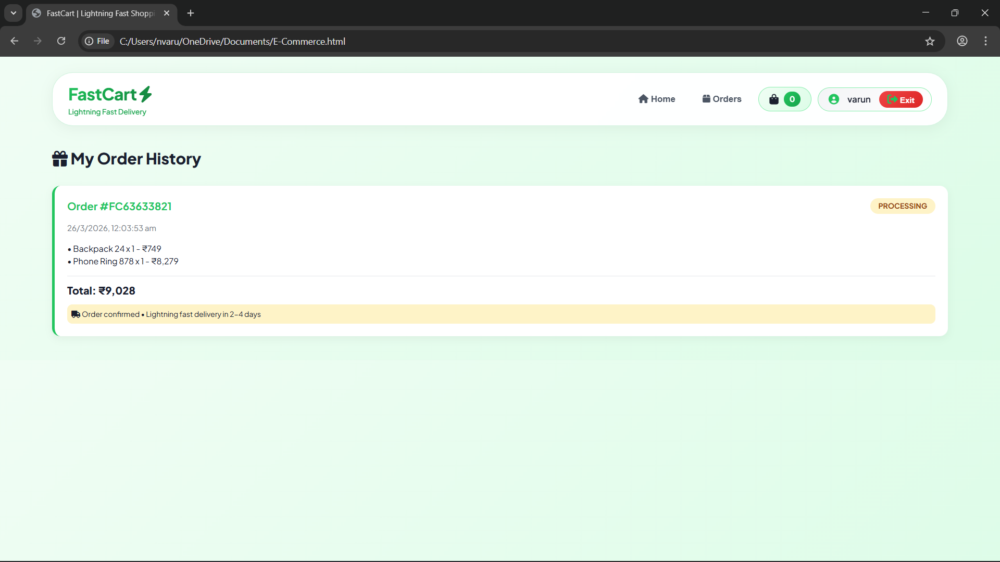 FastCart | Lightning Fast Shoppi
File
C:/Users/nvaru/OneDrive/Documents/E-Commerce.html
FastCart
Lightning Fast Delivery
Home
Orders
0
varun
Exit
My Order History
Order #FC63633821
PROCESSING
26/3/2026, 12:03:53 am
• Backpack 24 x 1 - ₹749
• Phone Ring 878 x 1 - ₹8,279
Total: ₹9,028
Order confirmed • Lightning fast delivery in 2–4 days